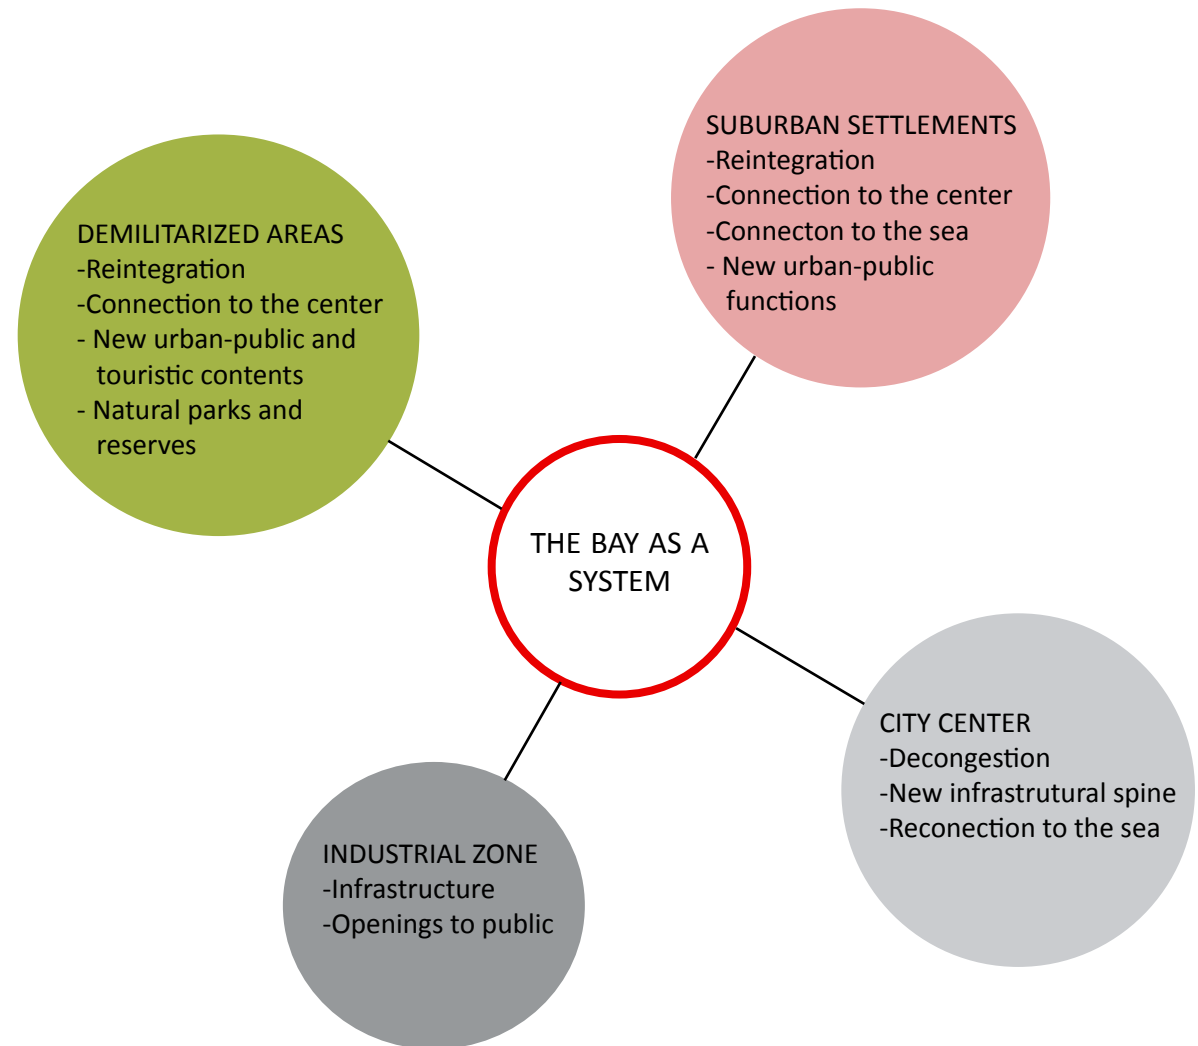 SUBURBAN SETTLEMENTS
-Reintegration
-Connection to the center
-Connecton to the sea
- New urban-public
functions
DEMILITARIZED AREAS
-Reintegration
-Connection to the center
- New urban-public and
touristic contents
- Natural parks and
reserves
THE BAY AS A
SYSTEM
CITY CENTER
-Decongestion
-New infrastrutural spine
-Reconection to the sea
INDUSTRIAL ZONE
-Infrastructure
-Openings to public